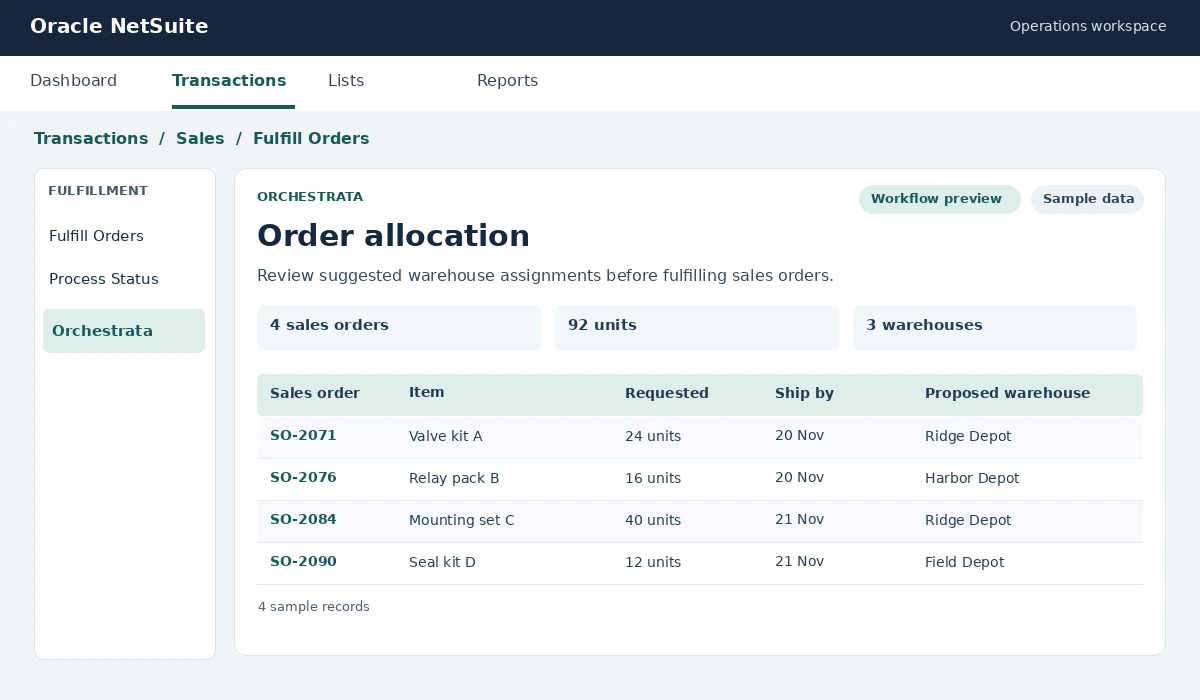 Oracle NetSuite
Operations workspace
Dashboard Transactions Lists Reports
Transactions / Sales / Fulfill Orders
FULFILLMENT
Fulfill Orders
Process Status
Orchestrata
ORCHESTRATA
Workflow preview Sample data
Order allocation
Review suggested warehouse assignments before fulfilling sales orders.
4 sales orders 92 units 3 warehouses
Sales order Item Requested Ship by Proposed warehouse
SO-2071 Valve kit A 24 units 20 Nov Ridge Depot
SO-2076 Relay pack B 16 units 20 Nov Harbor Depot
SO-2084 Mounting set C 40 units 21 Nov Ridge Depot
SO-2090 Seal kit D 12 units 21 Nov Field Depot
4 sample records